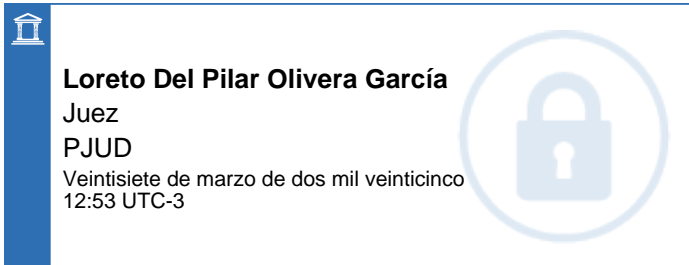 Loreto Del Pilar Olivera García
Juez
PJUD
Veintisiete de marzo de dos mil veinticinco
12:53 UTC-3